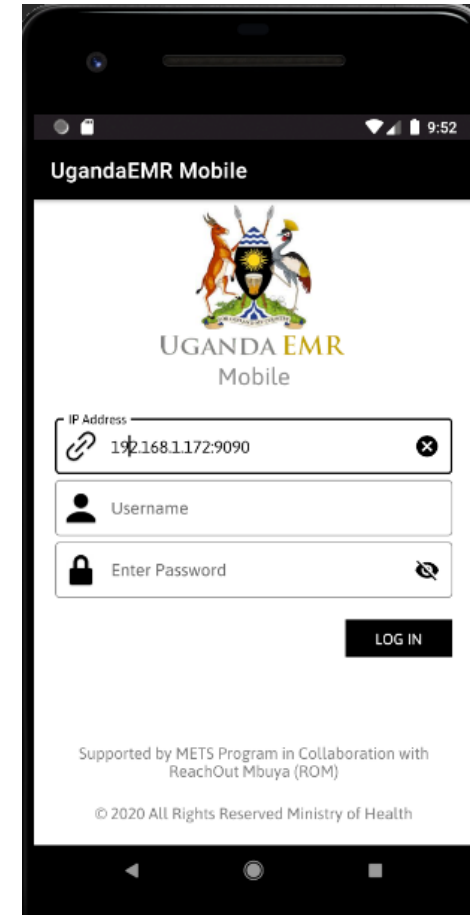 9:52
UgandaEMR Mobile
UGANDA EMR
Mobile
IP Address
192.168.1.172:9090
Username
Enter Password
LOG IN
Supported by METS Program in Collaboration with
ReachOut Mbuya (ROM)
© 2020 All Rights Reserved Ministry of Health